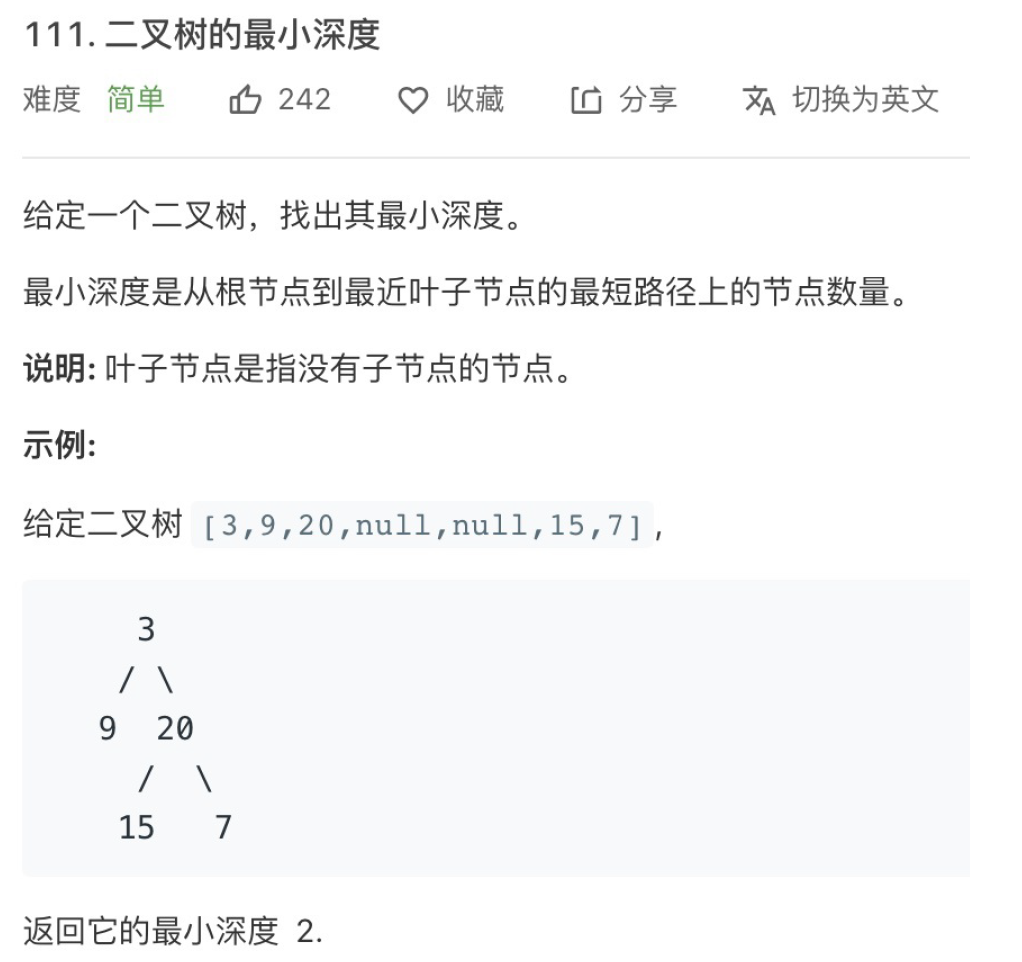 111. 二叉树的最小深度
难度 简单 242 收藏 分享 切换为英文
给定一个二叉树，找出其最小深度。
最小深度是从根节点到最近叶子节点的最短路径上的节点数量。
说明: 叶子节点是指没有子节点的节点。
示例:
给定二叉树 [3,9,20,null,null,15,7],
3
/ \
9 20
/ \
15 7
返回它的最小深度 2.